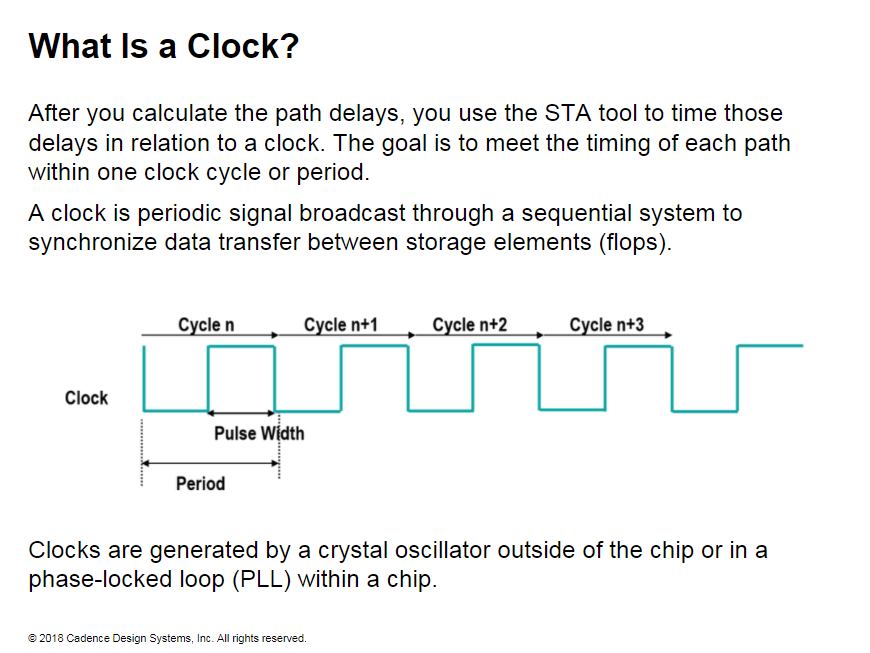 What Is a Clock?
After you calculate the path delays, you use the STA tool to time those
delays in relation to a clock. The goal is to meet the timing of each path
within one clock cycle or period.
A clock is periodic signal broadcast through a sequential system to
synchronize data transfer between storage elements (flops).
Cycle n Cycle n+1 Cycle n+2 Cycle n+3
Clock
Pulse Width
Period
Clocks are generated by a crystal oscillator outside of the chip or in a
phase-locked loop (PLL) within a chip.
© 2018 Cadence Design Systems, Inc. All rights reserved.